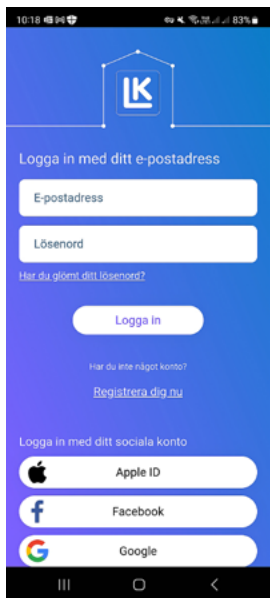 10:18 83%
LK
Logga in med ditt e-postadress
E-postadress
Lösenord
Har du glömt ditt lösenord?
Logga in
Har du inte något konto?
Registrera dig nu
Logga in med ditt sociala konto
Apple ID
Facebook
Google